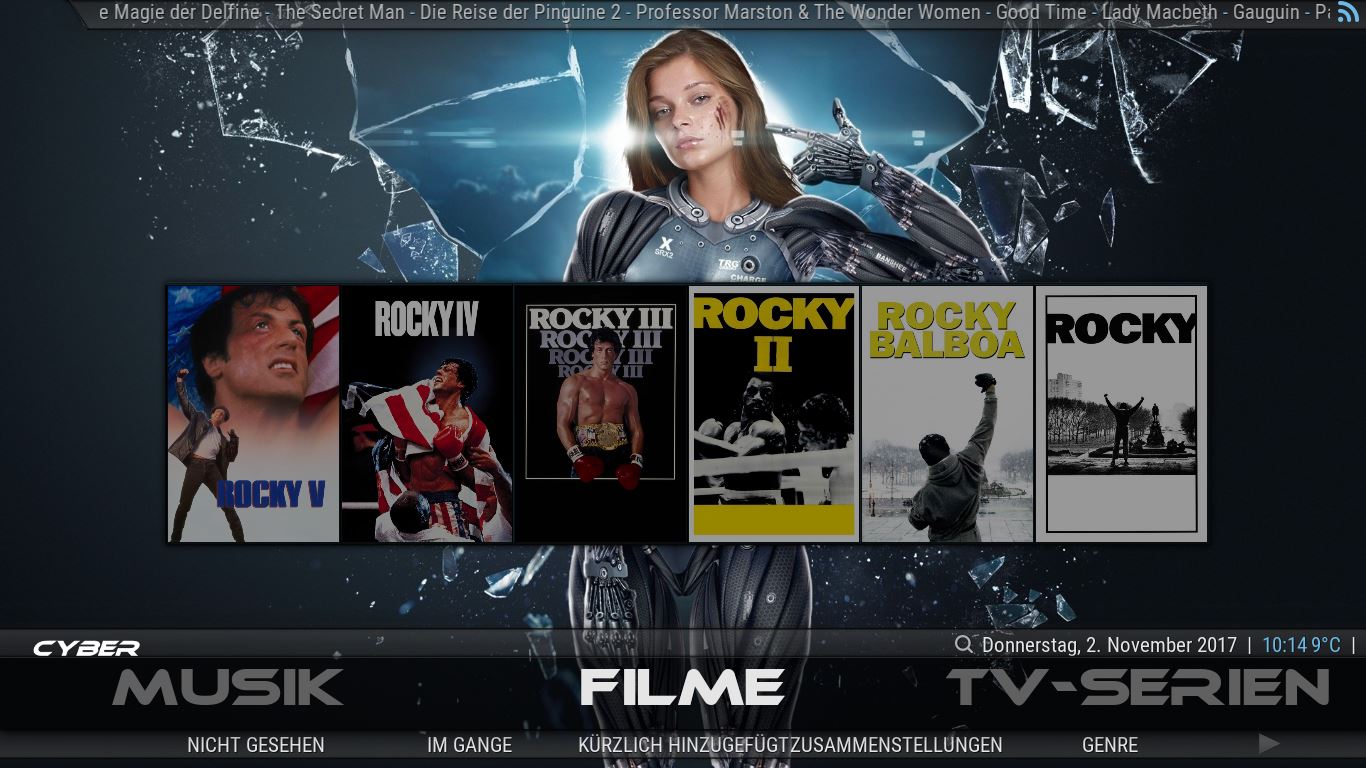 e Magie der Delfine - The Secret Man - Die Reise der Pinguine 2 - Professor Marston & The Wonder Women - Good Time - Lady Macbeth - Gauguin - Pa
X
SRX2
TRG
CHARGE
BANSHEE
ROCKY V
ROCKY IV
ROCKY III
ROCKY III
ROCKY III
ROCKY III
ROCKY
II
ROCKY
BALBOA
ROCKY
CYBER
Donnerstag, 2. November 2017 | 10:14 9°C |
MUSIK FILME TV-SERIEN
NICHT GESEHEN IM GANGE KÜRZLICH HINZUGEFÜGTZUSAMMENSTELLUNGEN GENRE